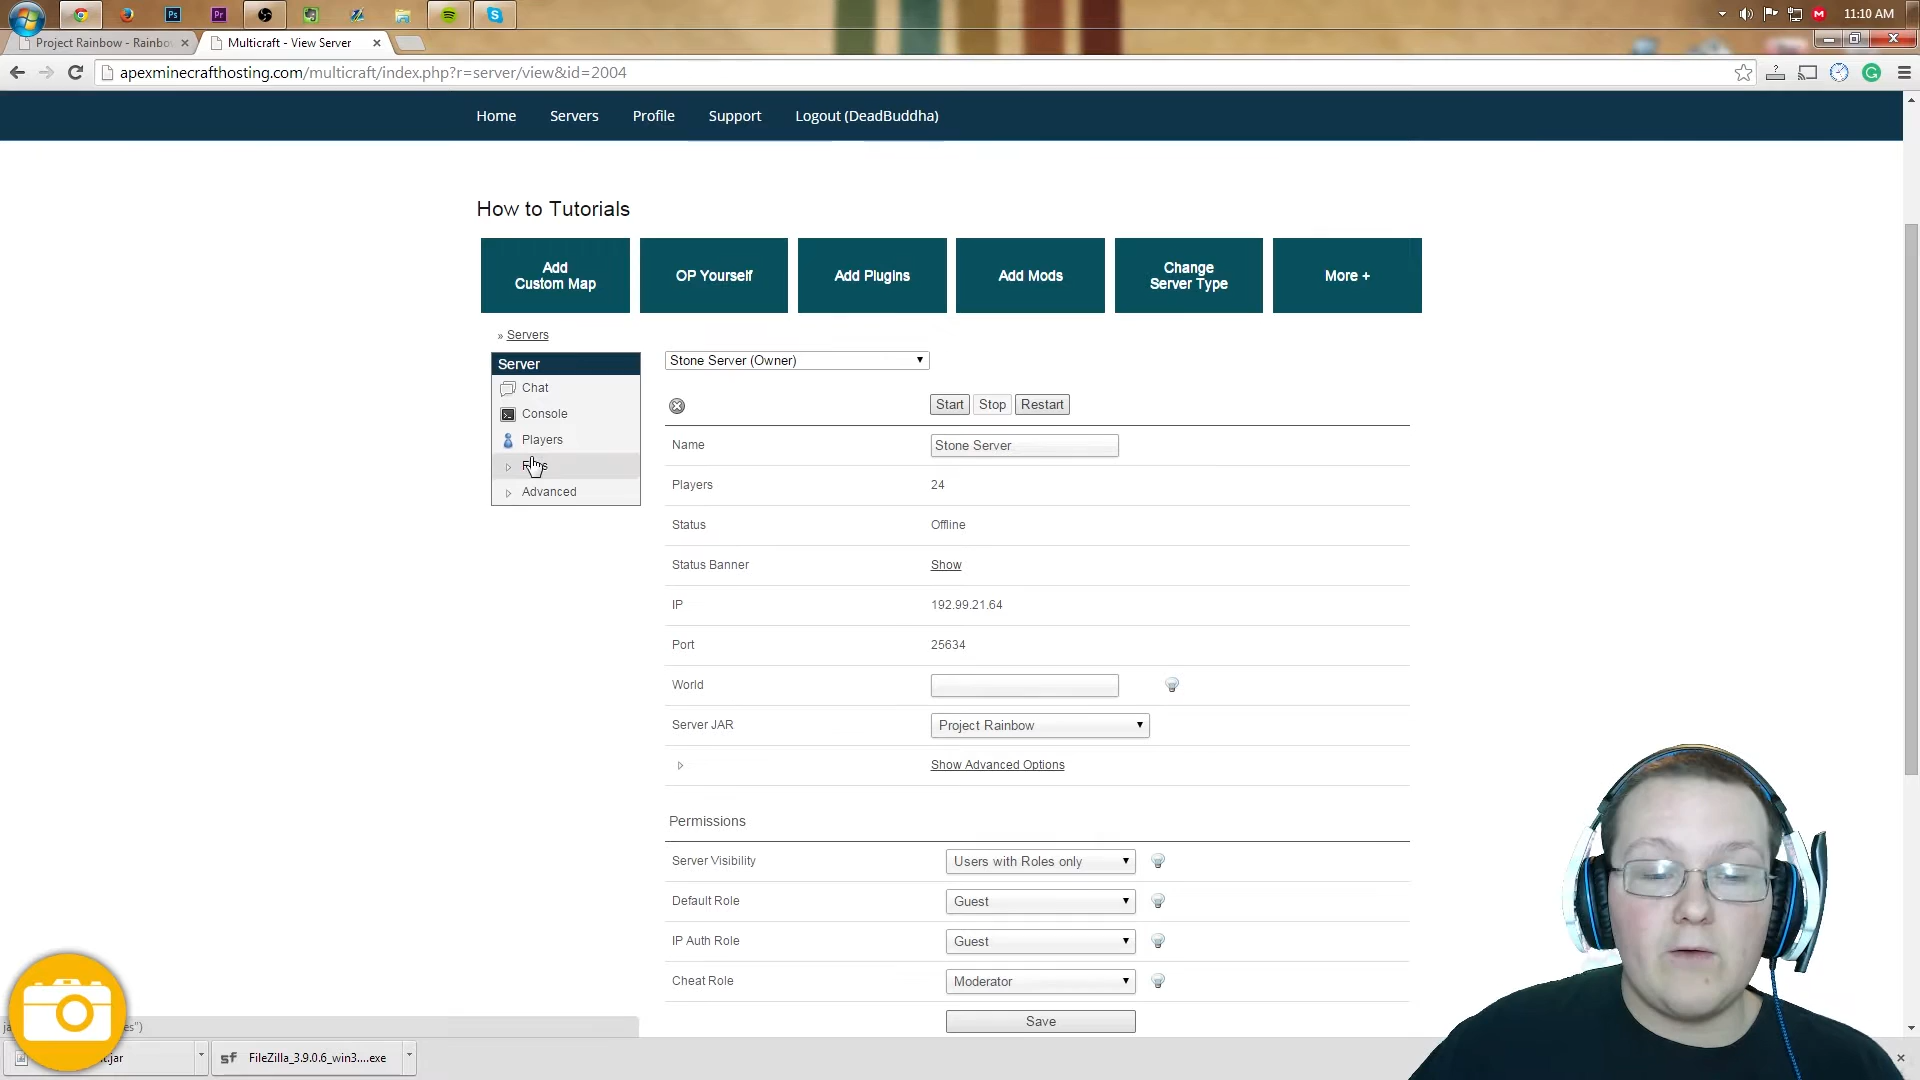 11:10 AM
Project Rainbow - Rainbo
Multicraft - View Server
apexminecrafthosting.com/multicraft/index.php?r=server/view&id=2004
Home
Servers
Profile
Support
Logout (DeadBuddha)
How to Tutorials
Add
Custom Map
OP Yourself
Add Plugins
Add Mods
Change
Server Type
More +
» Servers
Server
Chat
Console
Players
Advanced
Stone Server (Owner)
Start
Stop
Restart
Name
Stone Server
Players
24
Status
Offline
Status Banner
Show
IP
192.99.21.64
Port
25634
World
Server JAR
Project Rainbow
Show Advanced Options
Permissions
Server Visibility
Users with Roles only
Default Role
Guest
IP Auth Role
Guest
Cheat Role
Moderator
Save
es")
t.jar
FileZilla_3.9.0.6_win3....exe